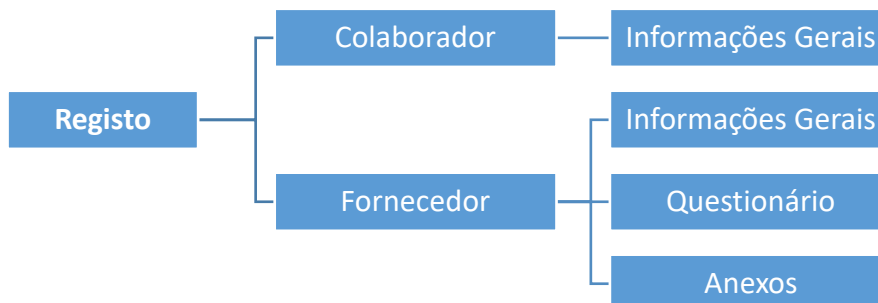 Colaborador
Informações Gerais
Registo
Informações Gerais
Fornecedor
Questionário
Anexos